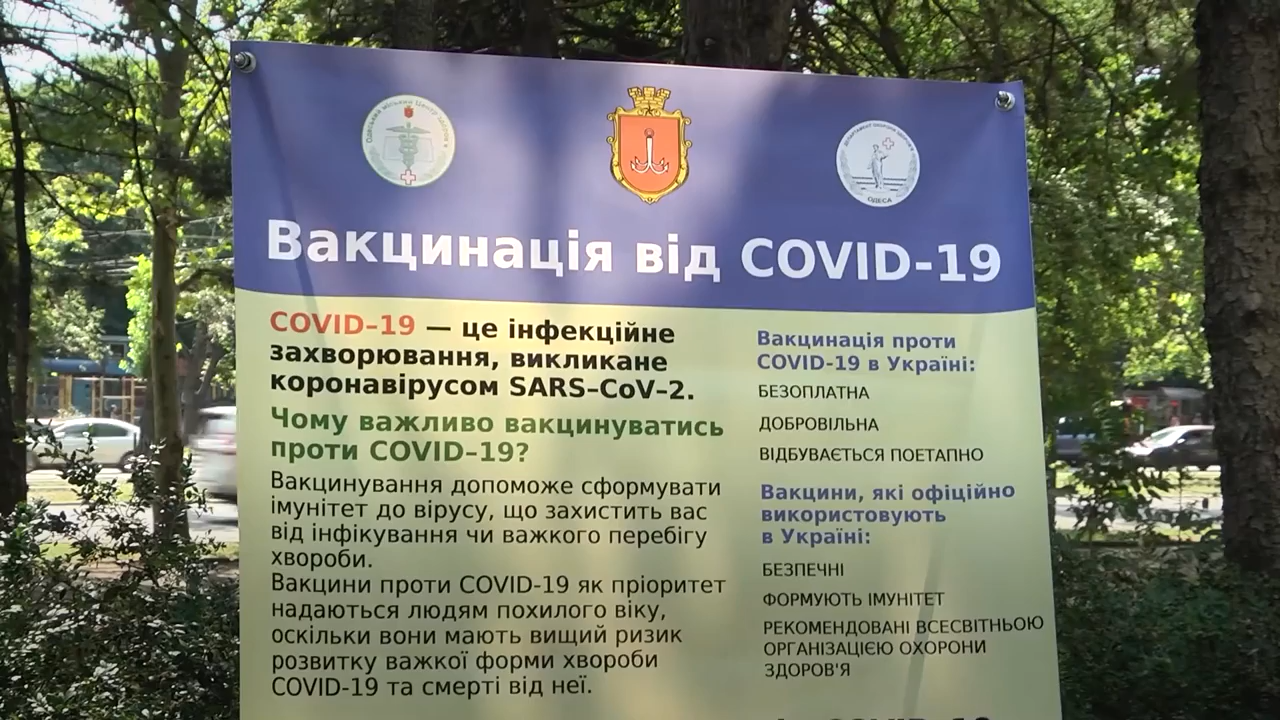 ОДЕСА
Вакцинація від COVID-19
COVID–19 — це інфекційне
захворювання, викликане
коронавірусом SARS–CoV–2.
Чому важливо вакцинуватись
проти COVID–19?
Вакцинування допоможе сформувати
імунітет до вірусу, що захистить вас
від інфікування чи важкого перебігу
хвороби.
Вакцини проти COVID-19 як пріоритет
надаються людям похилого віку,
оскільки вони мають вищий ризик
розвитку важкої форми хвороби
COVID-19 та смерті від неї.
Вакцинація проти
COVID-19 в Україні:
БЕЗОПЛАТНА
ДОБРОВІЛЬНА
ВІДБУВАЄТЬСЯ ПОЕТАПНО
Вакцини, які офіційно
використовують
в Україні:
БЕЗПЕЧНІ
ФОРМУЮТЬ ІМУНІТЕТ
РЕКОМЕНДОВАНІ ВСЕСВІТНЬОЮ
ОРГАНІЗАЦІЄЮ ОХОРОНИ
ЗДОРОВ'Я